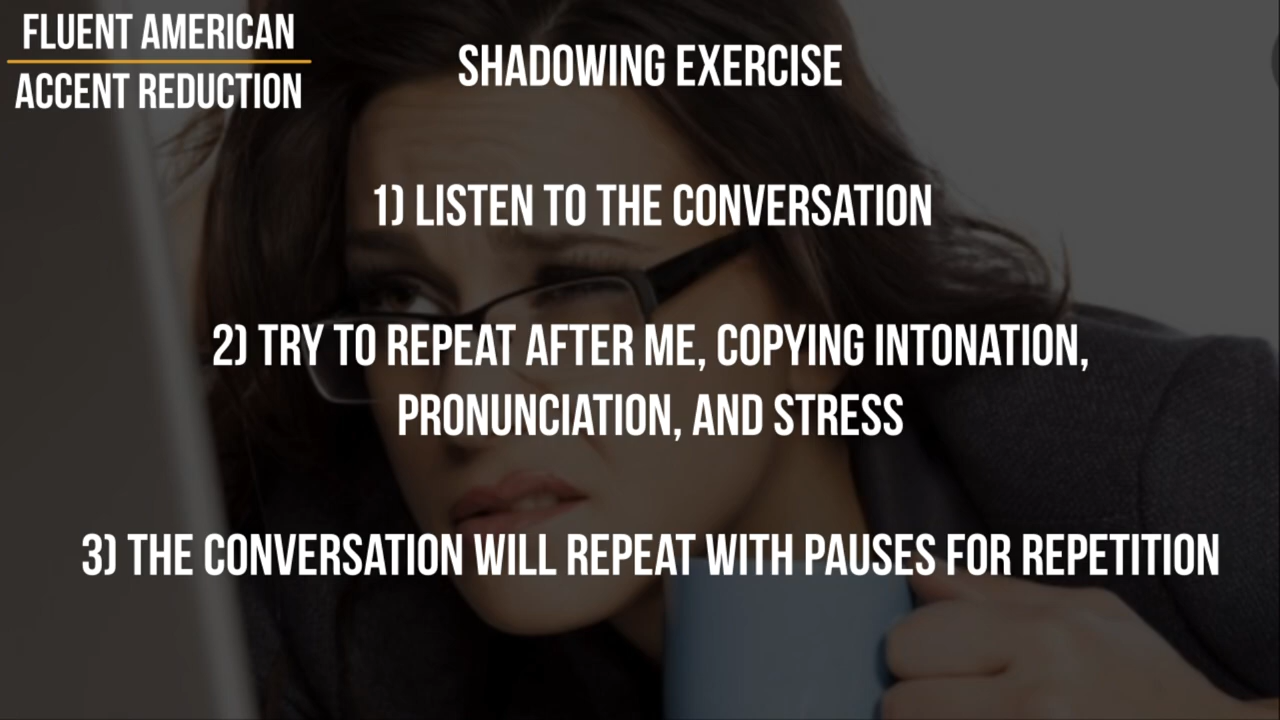 FLUENT AMERICAN
ACCENT REDUCTION
SHADOWING EXERCISE
1) LISTEN TO THE CONVERSATION
2) TRY TO REPEAT AFTER ME, COPYING INTONATION,
PRONUNCIATION, AND STRESS
3) THE CONVERSATION WILL REPEAT WITH PAUSES FOR REPETITION